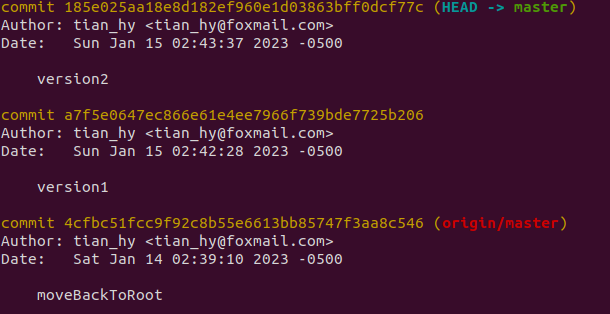 commit 185e025aa18e8d182ef960e1d03863bff0dcf77c (HEAD -> master)
Author: tian_hy <tian_hy@foxmail.com>
Date:   Sun Jan 15 02:43:37 2023 -0500
version2
commit a7f5e0647ec866e61e4ee7966f739bde7725b206
Author: tian_hy <tian_hy@foxmail.com>
Date:   Sun Jan 15 02:42:28 2023 -0500
version1
commit 4cfbc51fcc9f92c8b55e6613bb85747f3aa8c546 (origin/master)
Author: tian_hy <tian_hy@foxmail.com>
Date:   Sat Jan 14 02:39:10 2023 -0500
moveBackToRoot